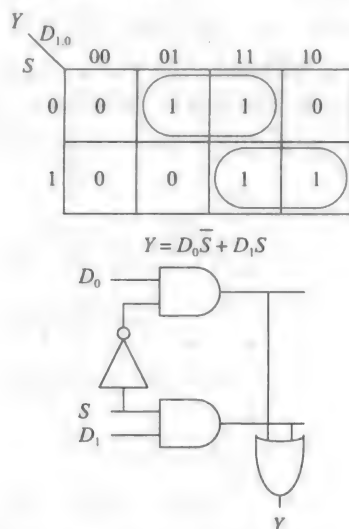 Y
D₁.₀ 00 01 11 10
S
0 0 1 1 0
1 0 0 1 1
Y = D₀S̅ + D₁S
D₀
S
D₁
Y